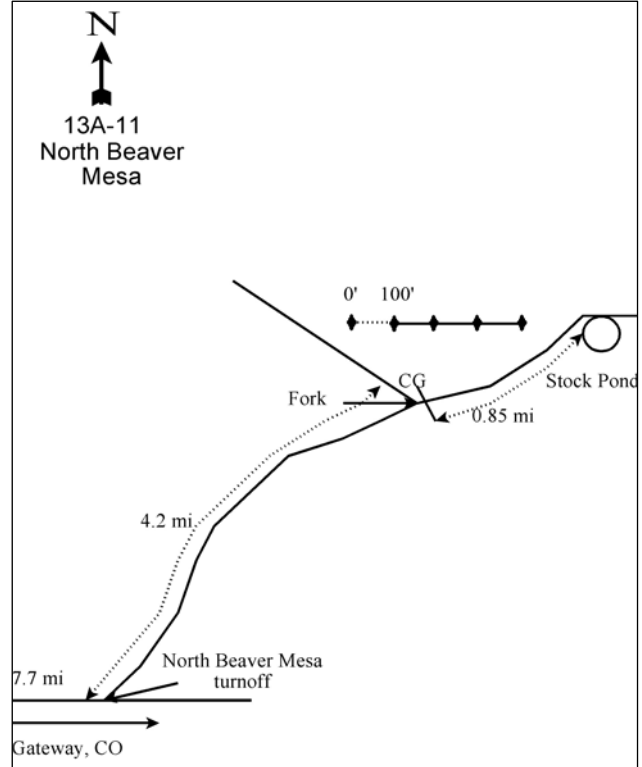 N
13A-11
North Beaver
Mesa
0' 100'
CG
Fork
Stock Pond
0.85 mi
4.2 mi
North Beaver Mesa
turnoff
7.7 mi
Gateway, CO